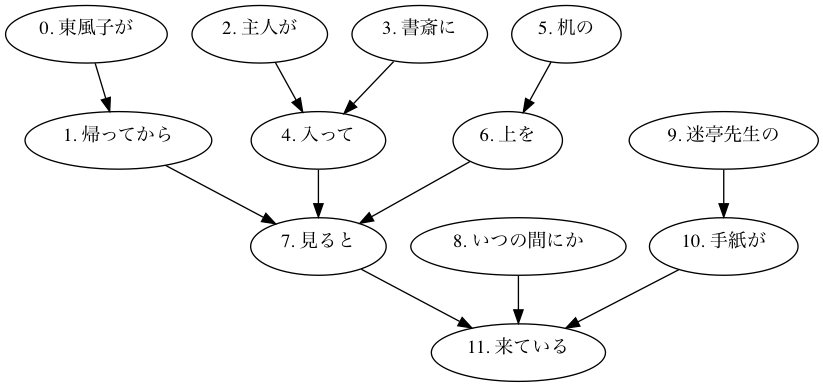 0. 東風子が
2. 主人が
3. 書斎に
5. 机の
1. 帰ってから
4. 入って
6. 上を
9. 迷亭先生の
7. 見ると
8. いつの間にか
10. 手紙が
11. 来ている